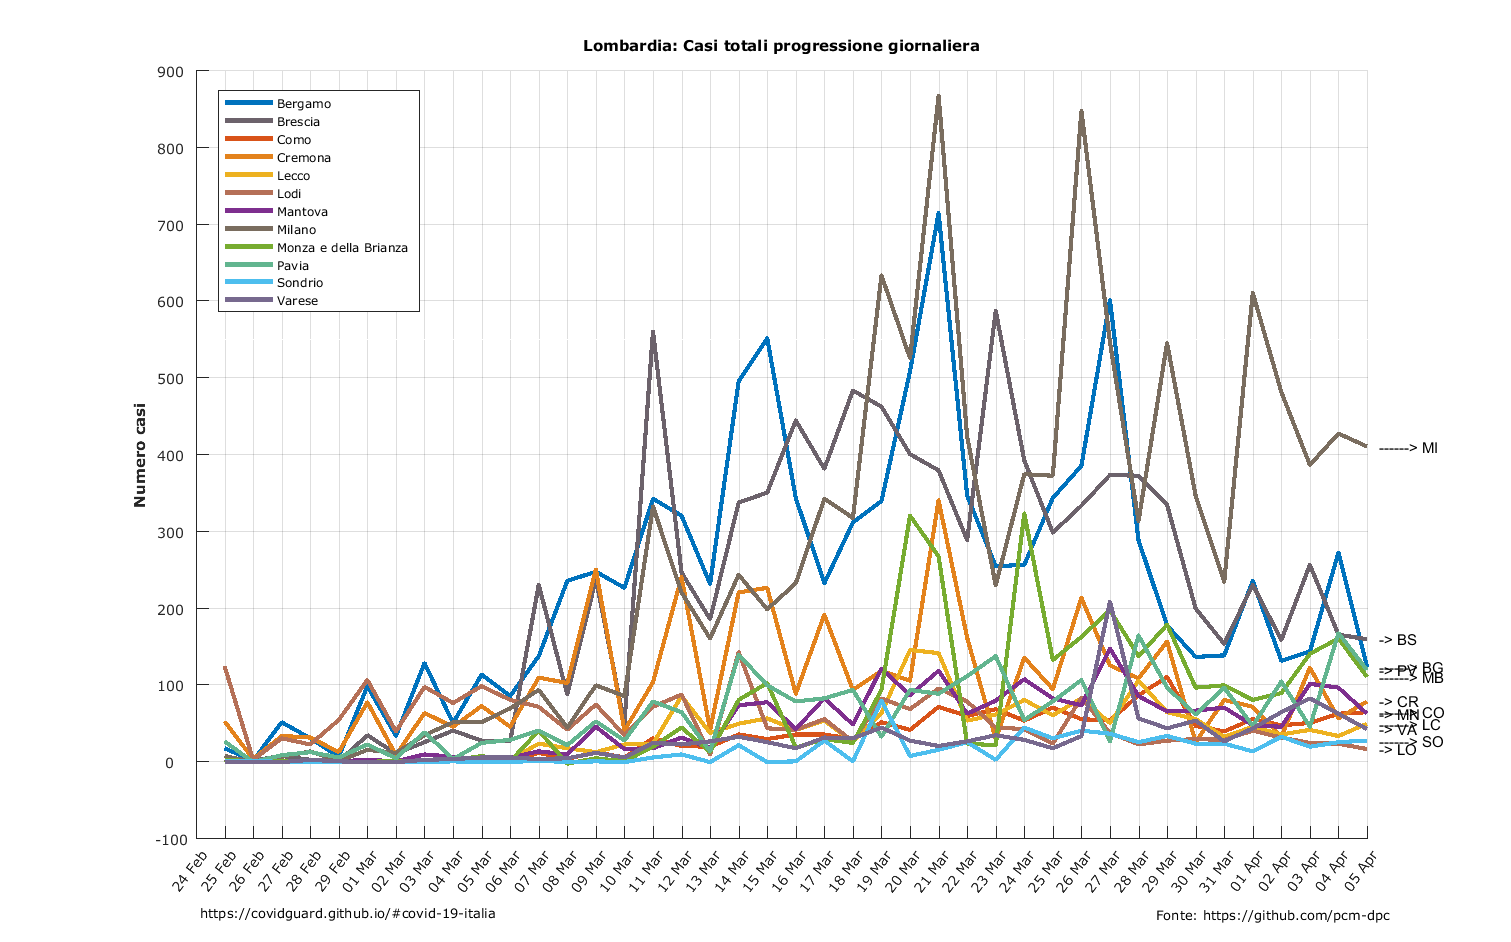 Lombardia: Casi totali progressione giornaliera
900
800
700
600
500
400
300
200
100
0
-100
Numero casi
Bergamo
Brescia
Como
Cremona
Lecco
Lodi
Mantova
Milano
Monza e della Brianza
Pavia
Sondrio
Varese
------> MI
-> BS
-----> BG
-> PV
-----> MB
-> CR
-----> CO
-> MN
-----> LC
-> VA
-----> SO
-> LO
24 Feb
25 Feb
26 Feb
27 Feb
28 Feb
29 Feb
01 Mar
02 Mar
03 Mar
04 Mar
05 Mar
06 Mar
07 Mar
08 Mar
09 Mar
10 Mar
11 Mar
12 Mar
13 Mar
14 Mar
15 Mar
16 Mar
17 Mar
18 Mar
19 Mar
20 Mar
21 Mar
22 Mar
23 Mar
24 Mar
25 Mar
26 Mar
27 Mar
28 Mar
29 Mar
30 Mar
31 Mar
01 Apr
02 Apr
03 Apr
04 Apr
05 Apr
https://covidguard.github.io/#covid-19-italia
Fonte: https://github.com/pcm-dpc